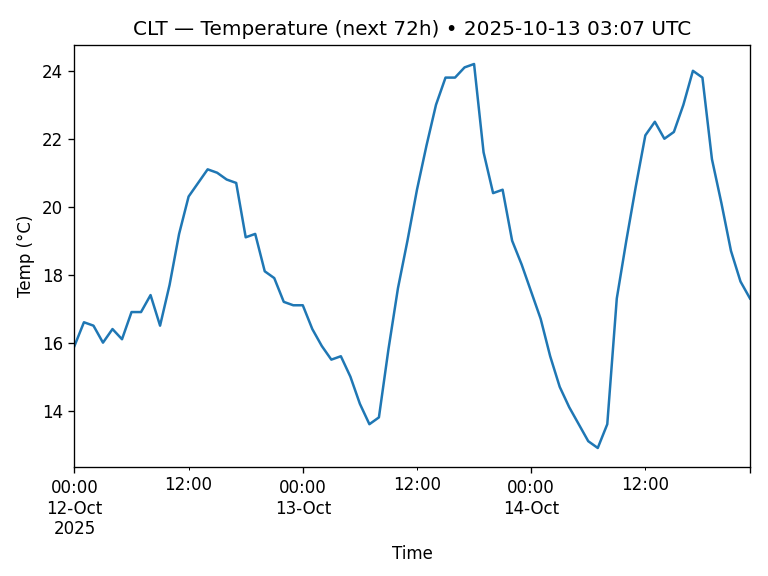 CLT — Temperature (next 72h) • 2025-10-13 03:07 UTC
Temp (°C)
24
22
20
18
16
14
00:00 12:00 00:00 12:00 00:00 12:00
12-Oct 13-Oct 14-Oct
2025
Time